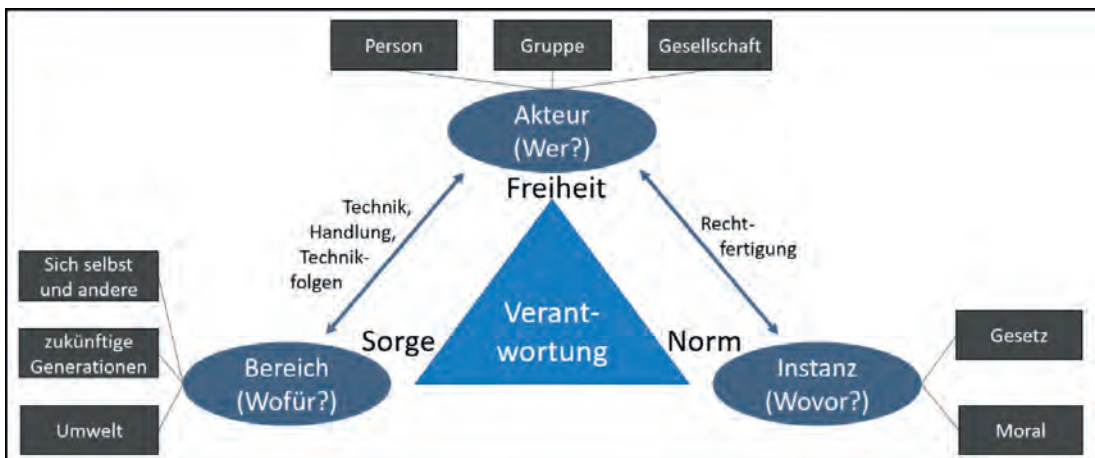 Person
Gruppe
Gesellschaft
Akteur
(Wer?)
Freiheit
Technik,
Handlung,
Technik-
folgen
Recht-
fertigung
Sich selbst
und andere
zukünftige
Generationen
Umwelt
Bereich
(Wofür?)
Sorge
Verant-
wortung
Norm
Instanz
(Wovor?)
Gesetz
Moral